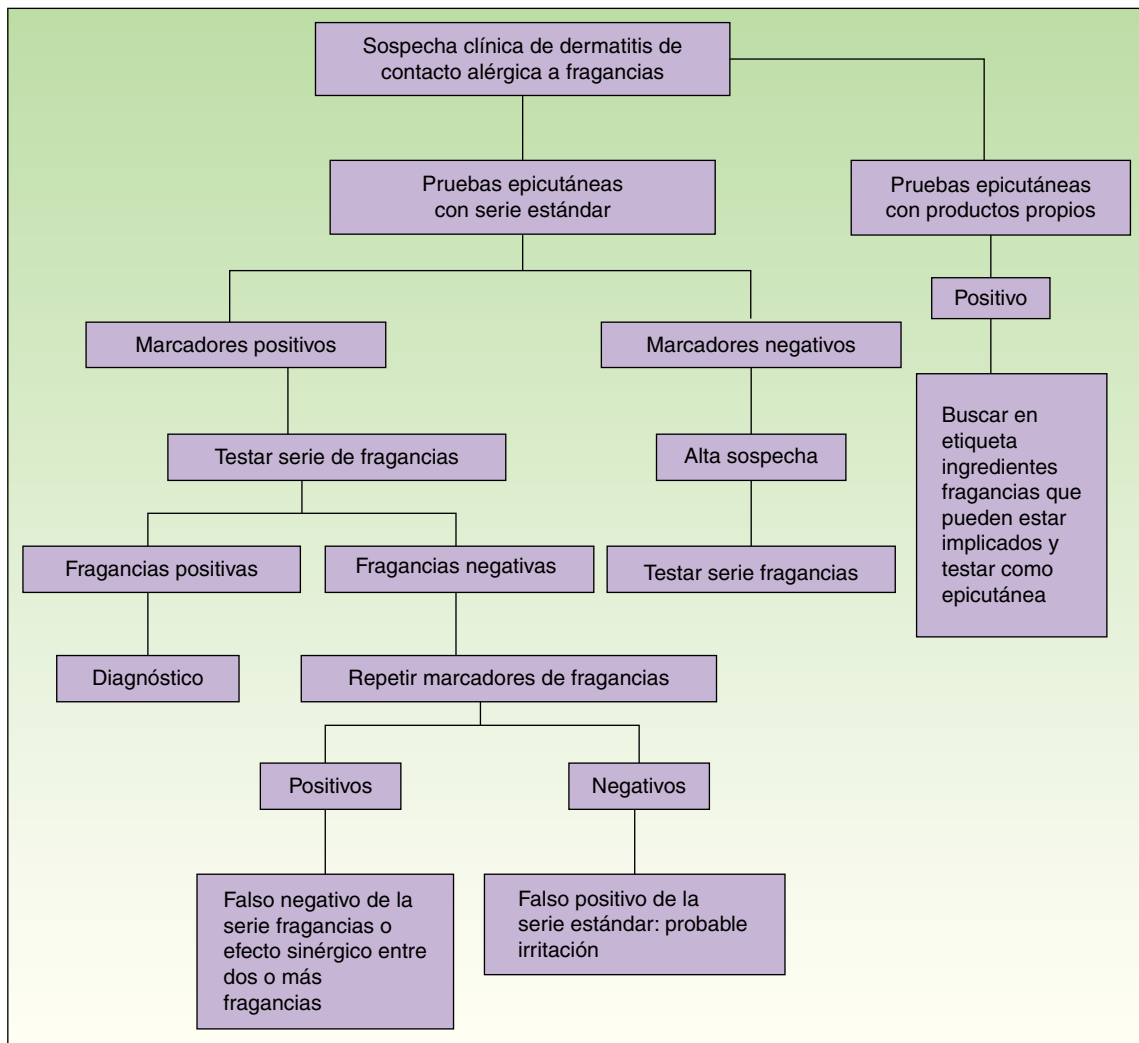 Sospecha clínica de dermatitis de
contacto alérgica a fragancias
Pruebas epicutáneas
con serie estándar
Pruebas epicutáneas
con productos propios
Positivo
Marcadores positivos
Marcadores negativos
Buscar en
etiqueta
ingredientes
fragancias que
pueden estar
implicados y
testar como
epicutánea
Testar serie de fragancias
Alta sospecha
Fragancias positivas
Fragancias negativas
Testar serie fragancias
Diagnóstico
Repetir marcadores de fragancias
Positivos
Negativos
Falso negativo de la
serie fragancias o
efecto sinérgico entre
dos o más
fragancias
Falso positivo de la
serie estándar: probable
irritación